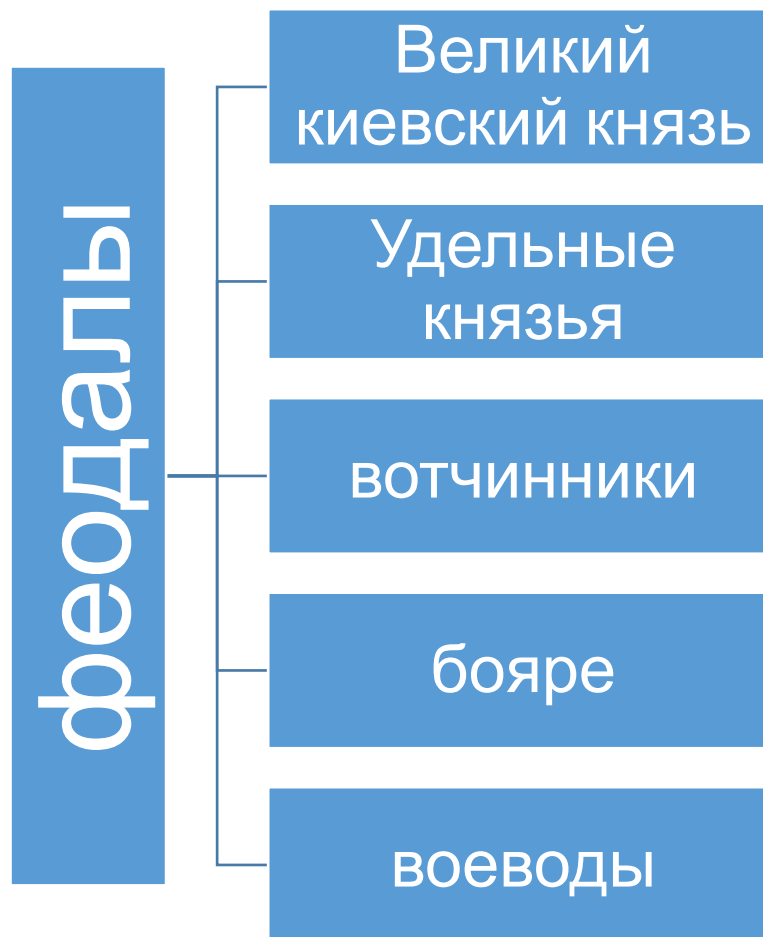 феодалы
Великий
киевский князь
Удельные
князья
вотчинники
бояре
воеводы